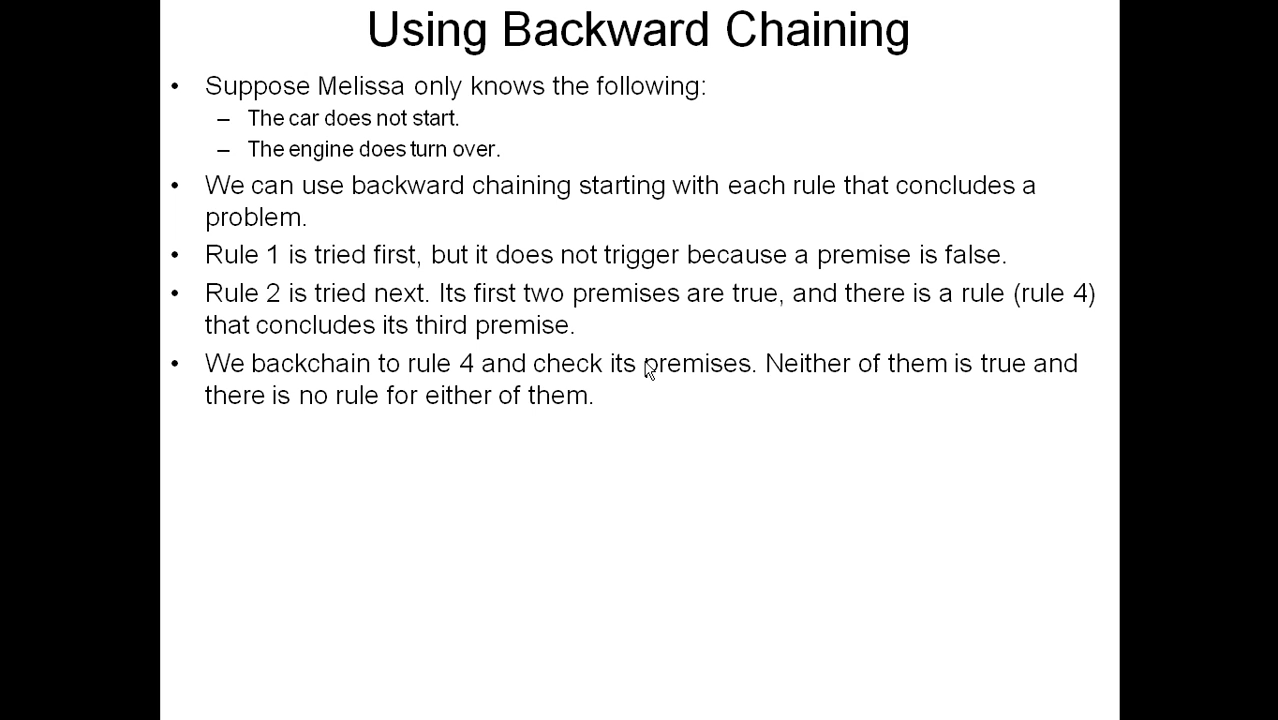 Using Backward Chaining
• Suppose Melissa only knows the following:
– The car does not start.
– The engine does turn over.
• We can use backward chaining starting with each rule that concludes a
problem.
• Rule 1 is tried first, but it does not trigger because a premise is false.
• Rule 2 is tried next. Its first two premises are true, and there is a rule (rule 4)
that concludes its third premise.
• We backchain to rule 4 and check its premises. Neither of them is true and
there is no rule for either of them.